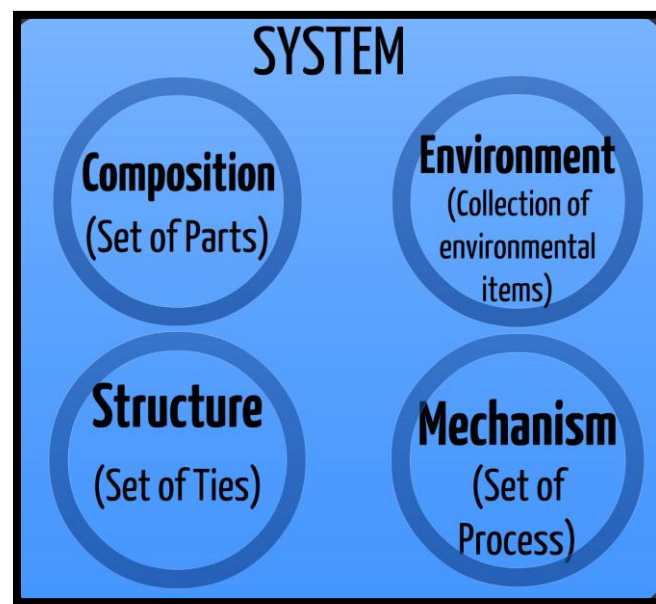 SYSTEM
Composition
(Set of Parts)
Environment
(Collection of
environmental
items)
Structure
(Set of Ties)
Mechanism
(Set of
Process)